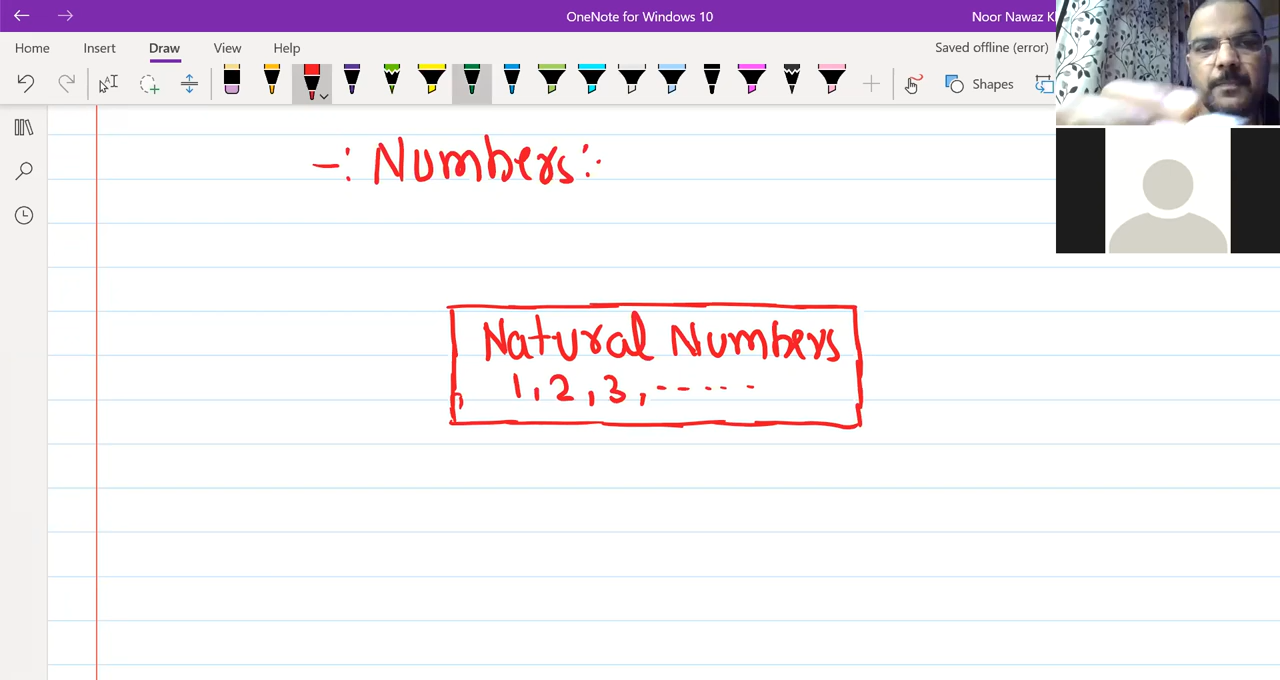 OneNote for Windows 10
Noor Nawaz K
Home Insert Draw View Help
Saved offline (error)
Shapes
-: Numbers :-
Natural Numbers
1, 2, 3, -----